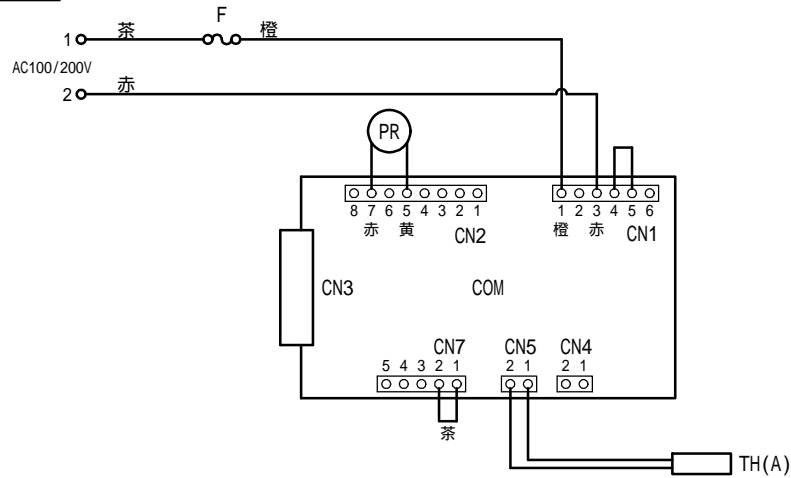 F
1 茶 橙
AC100/200V
2 赤
PR
8 7 6 5 4 3 2 1
赤 黄
CN2
1 2 3 4 5 6
橙 赤
CN1
CN3
COM
CN7
5 4 3 2 1
茶
CN5
2 1
CN4
2 1
TH(A)